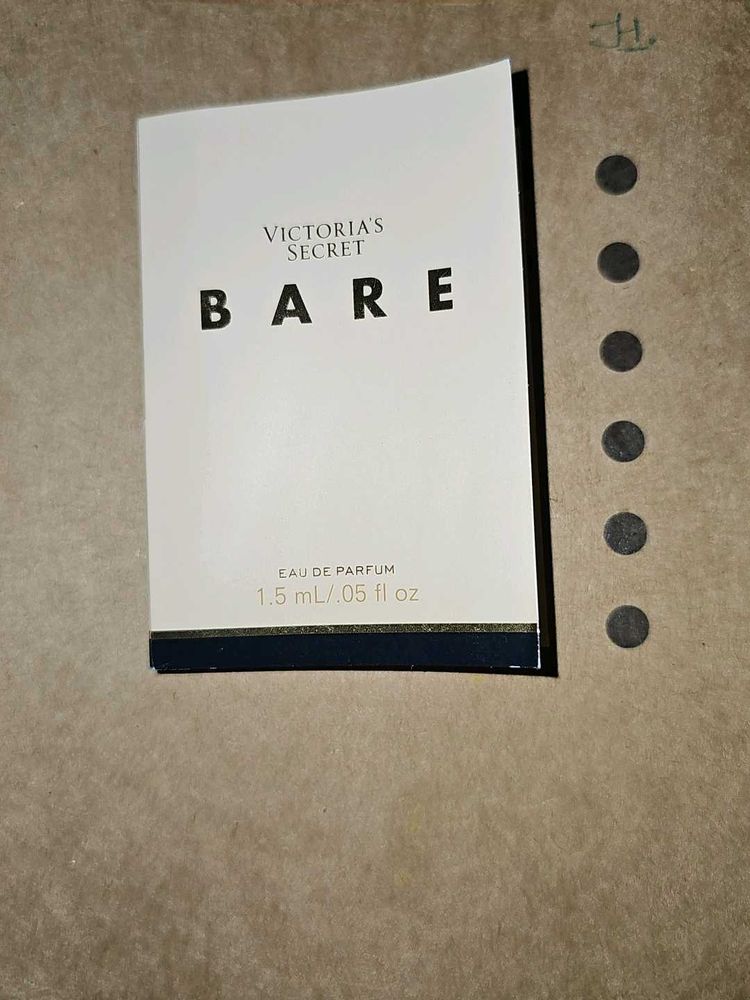 VICTORIA'S
SECRET
BARE
EAU DE PARFUM
1.5 mL/.05 fl oz